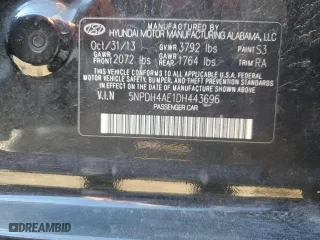 HYUNDAI MOTOR MANUFACTURING ALABAMA, LLC
Oct/31/13 GVWR 3792 lbs PAINT S3
GAWR FRONT 2072 lbs GAWR REAR 1764 lbs TRIM RA
THIS VEHICLE CONFORMS TO ALL APPLICABLE
FEDERAL MOTOR VEHICLE SAFETY, BUMPER,
AND THEFT PREVENTION STANDARDS IN EFFECT ON
THE DATE OF MANUFACTURE SHOWN ABOVE
V.I.N 5NPDH4AE1DH443696
PASSENGER CAR
DREAMBID